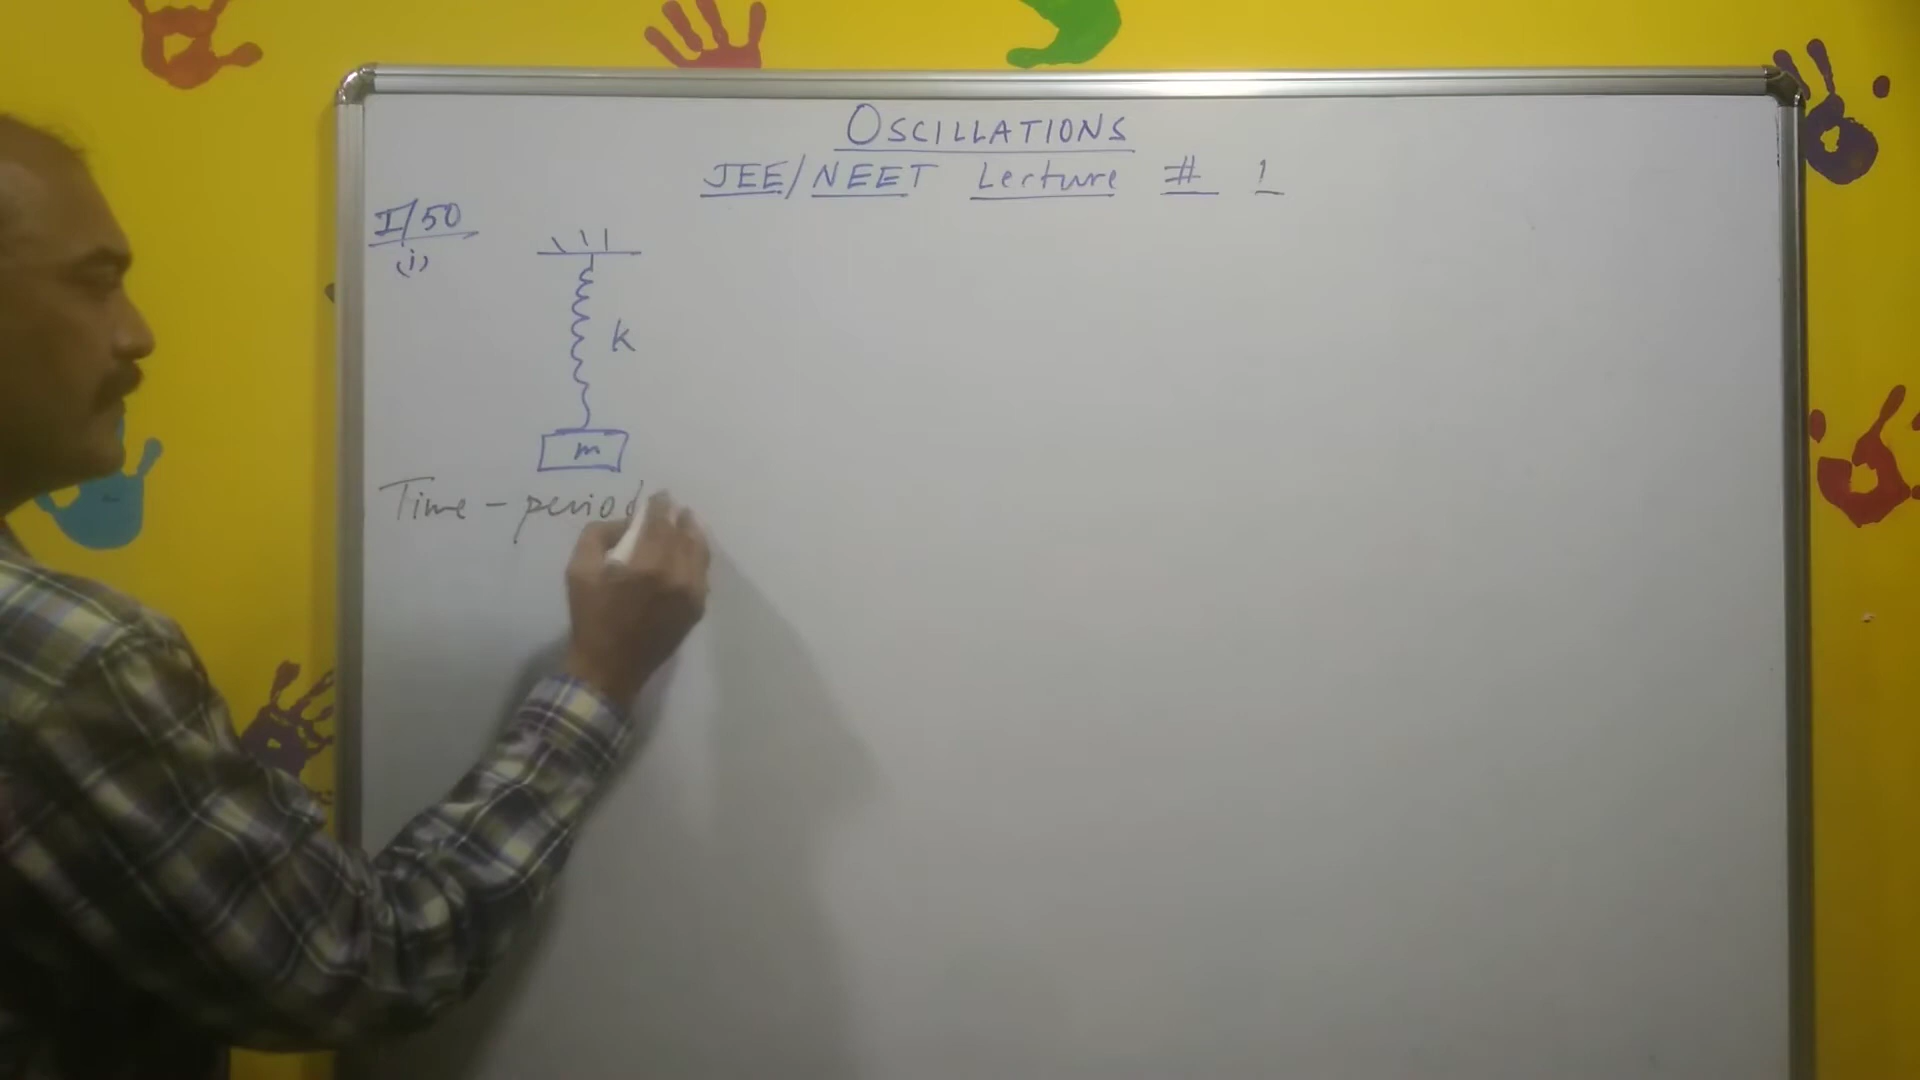 OSCILLATIONS
JEE/NEET Lecture # 1
I/50
(i)
k
m
Time - period